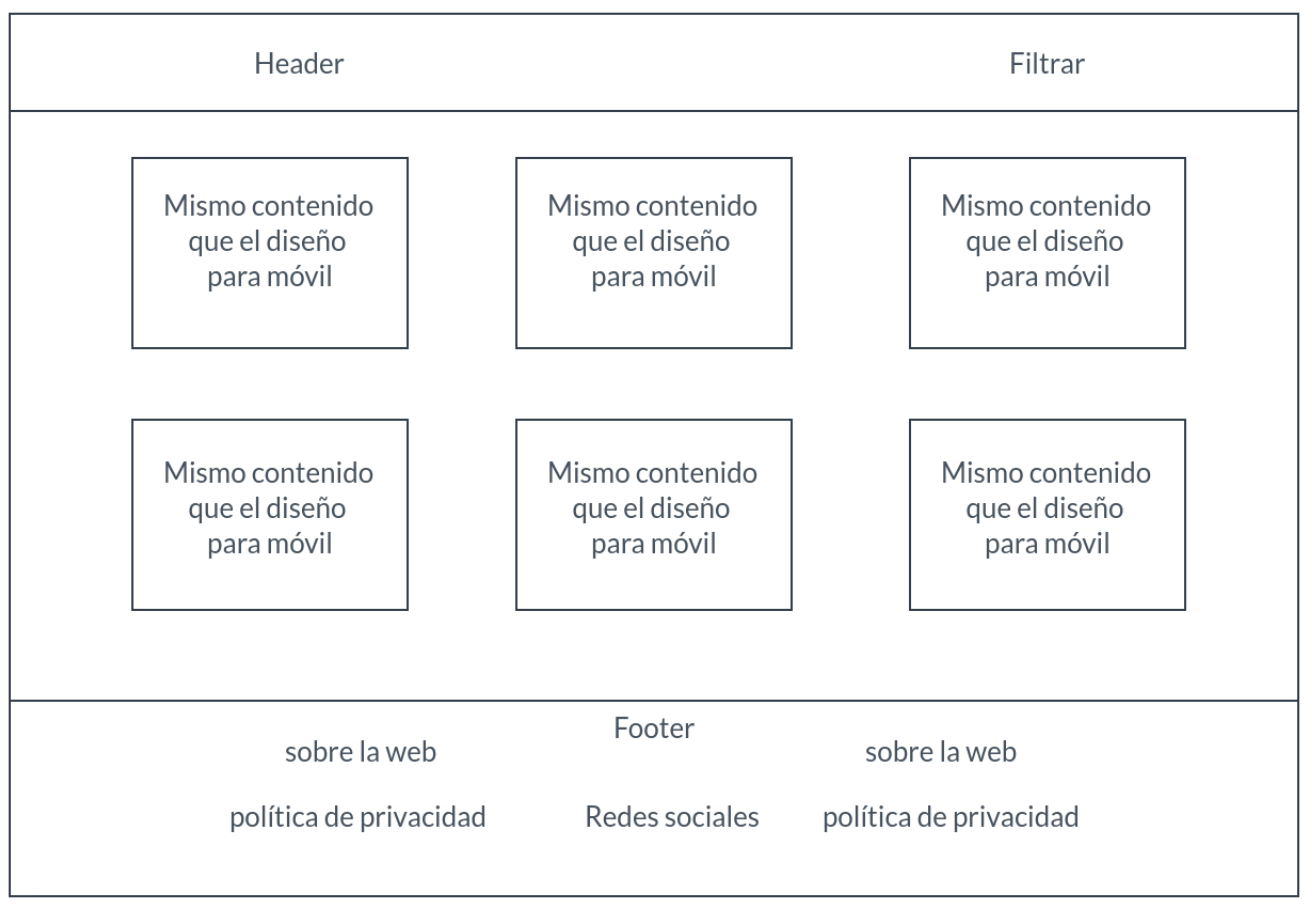 Header
Filtrar
Mismo contenido
que el diseño
para móvil
Mismo contenido
que el diseño
para móvil
Mismo contenido
que el diseño
para móvil
Mismo contenido
que el diseño
para móvil
Mismo contenido
que el diseño
para móvil
Mismo contenido
que el diseño
para móvil
Footer
sobre la web
sobre la web
política de privacidad
Redes sociales
política de privacidad